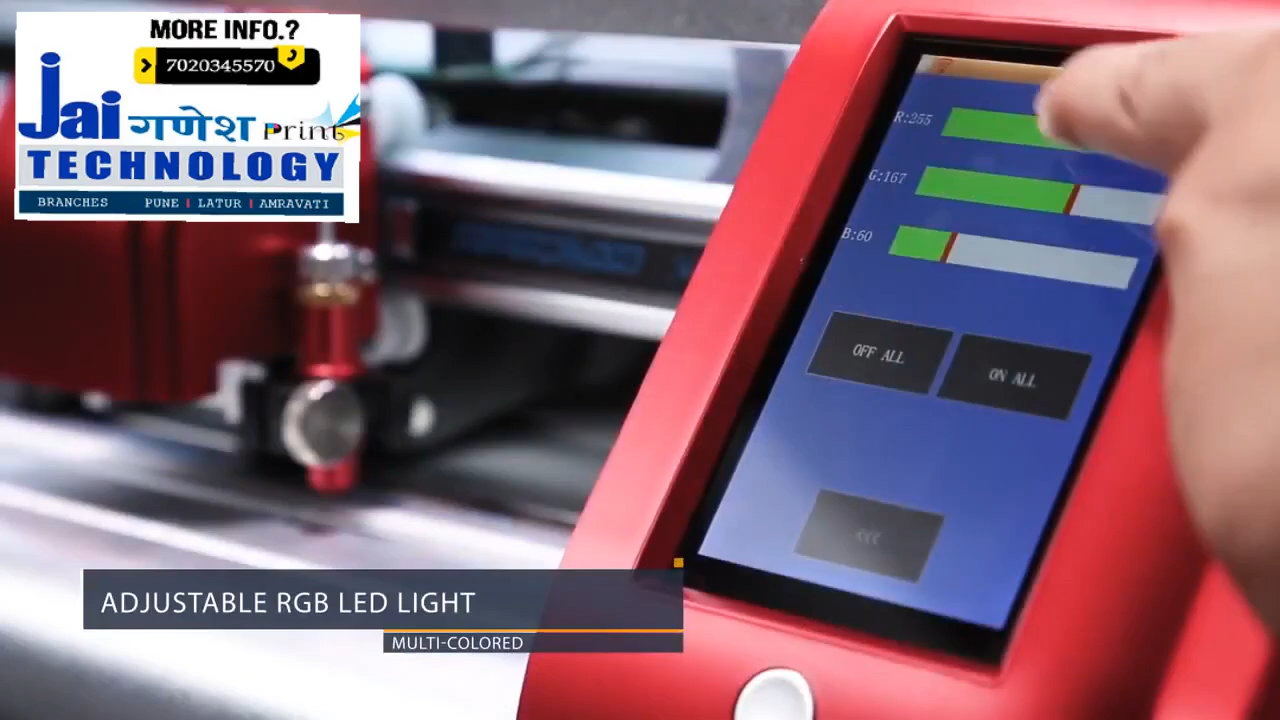 MORE INFO.?
7020345570
Jai गणेश Print
TECHNOLOGY
BRANCHES PUNE | LATUR | AMRAVATI
R:255
G:167
B:60
OFF ALL
ON ALL
<<<
ADJUSTABLE RGB LED LIGHT
MULTI-COLORED